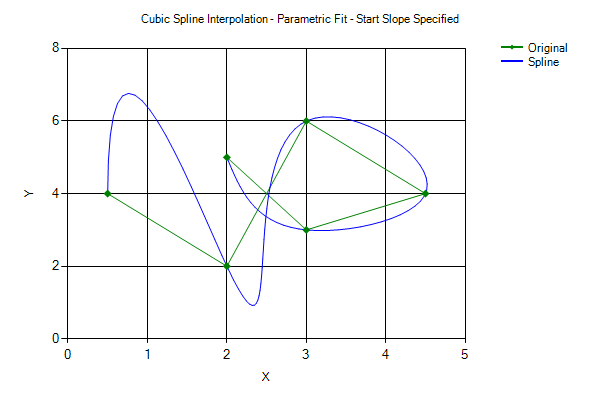 Cubic Spline Interpolation - Parametric Fit - Start Slope Specified
Original
Spline
8
6
4
2
0
Y
0 1 2 3 4 5
X